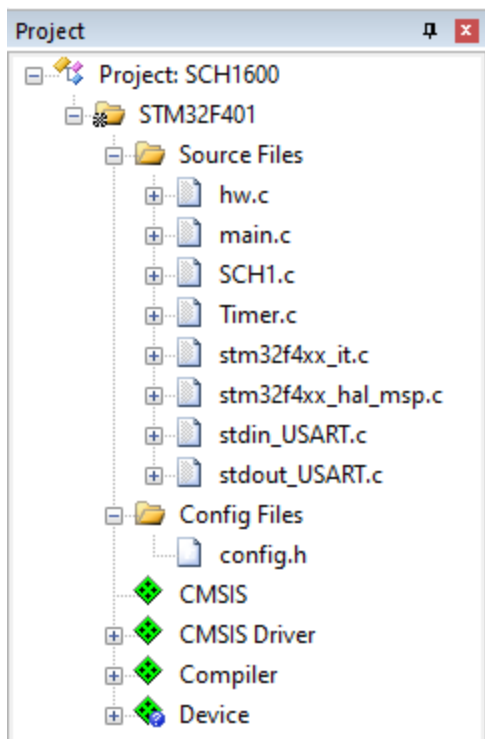 Project
Project: SCH1600
STM32F401
Source Files
hw.c
main.c
SCH1.c
Timer.c
stm32f4xx_it.c
stm32f4xx_hal_msp.c
stdin_USART.c
stdout_USART.c
Config Files
config.h
CMSIS
CMSIS Driver
Compiler
Device